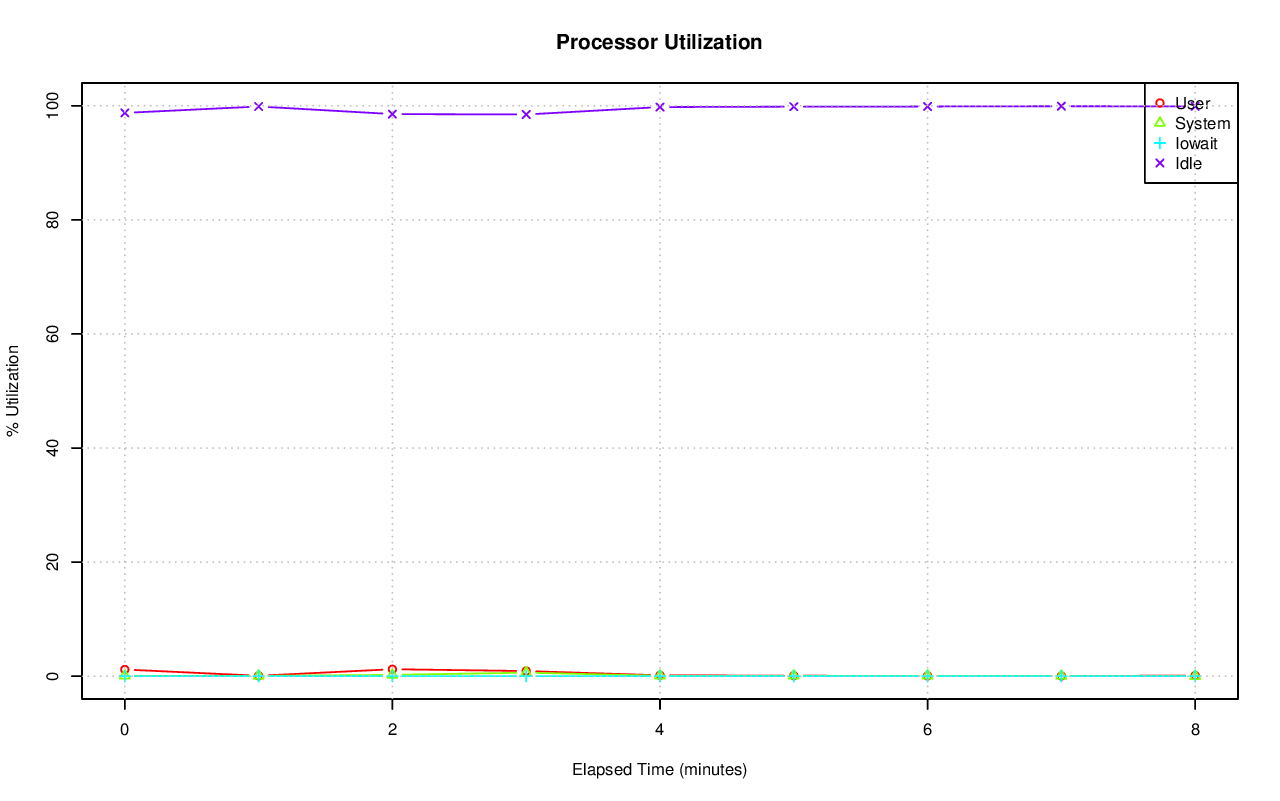 Processor Utilization
User
System
Iowait
Idle
100
80
60
40
20
0
% Utilization
0 2 4 6 8
Elapsed Time (minutes)